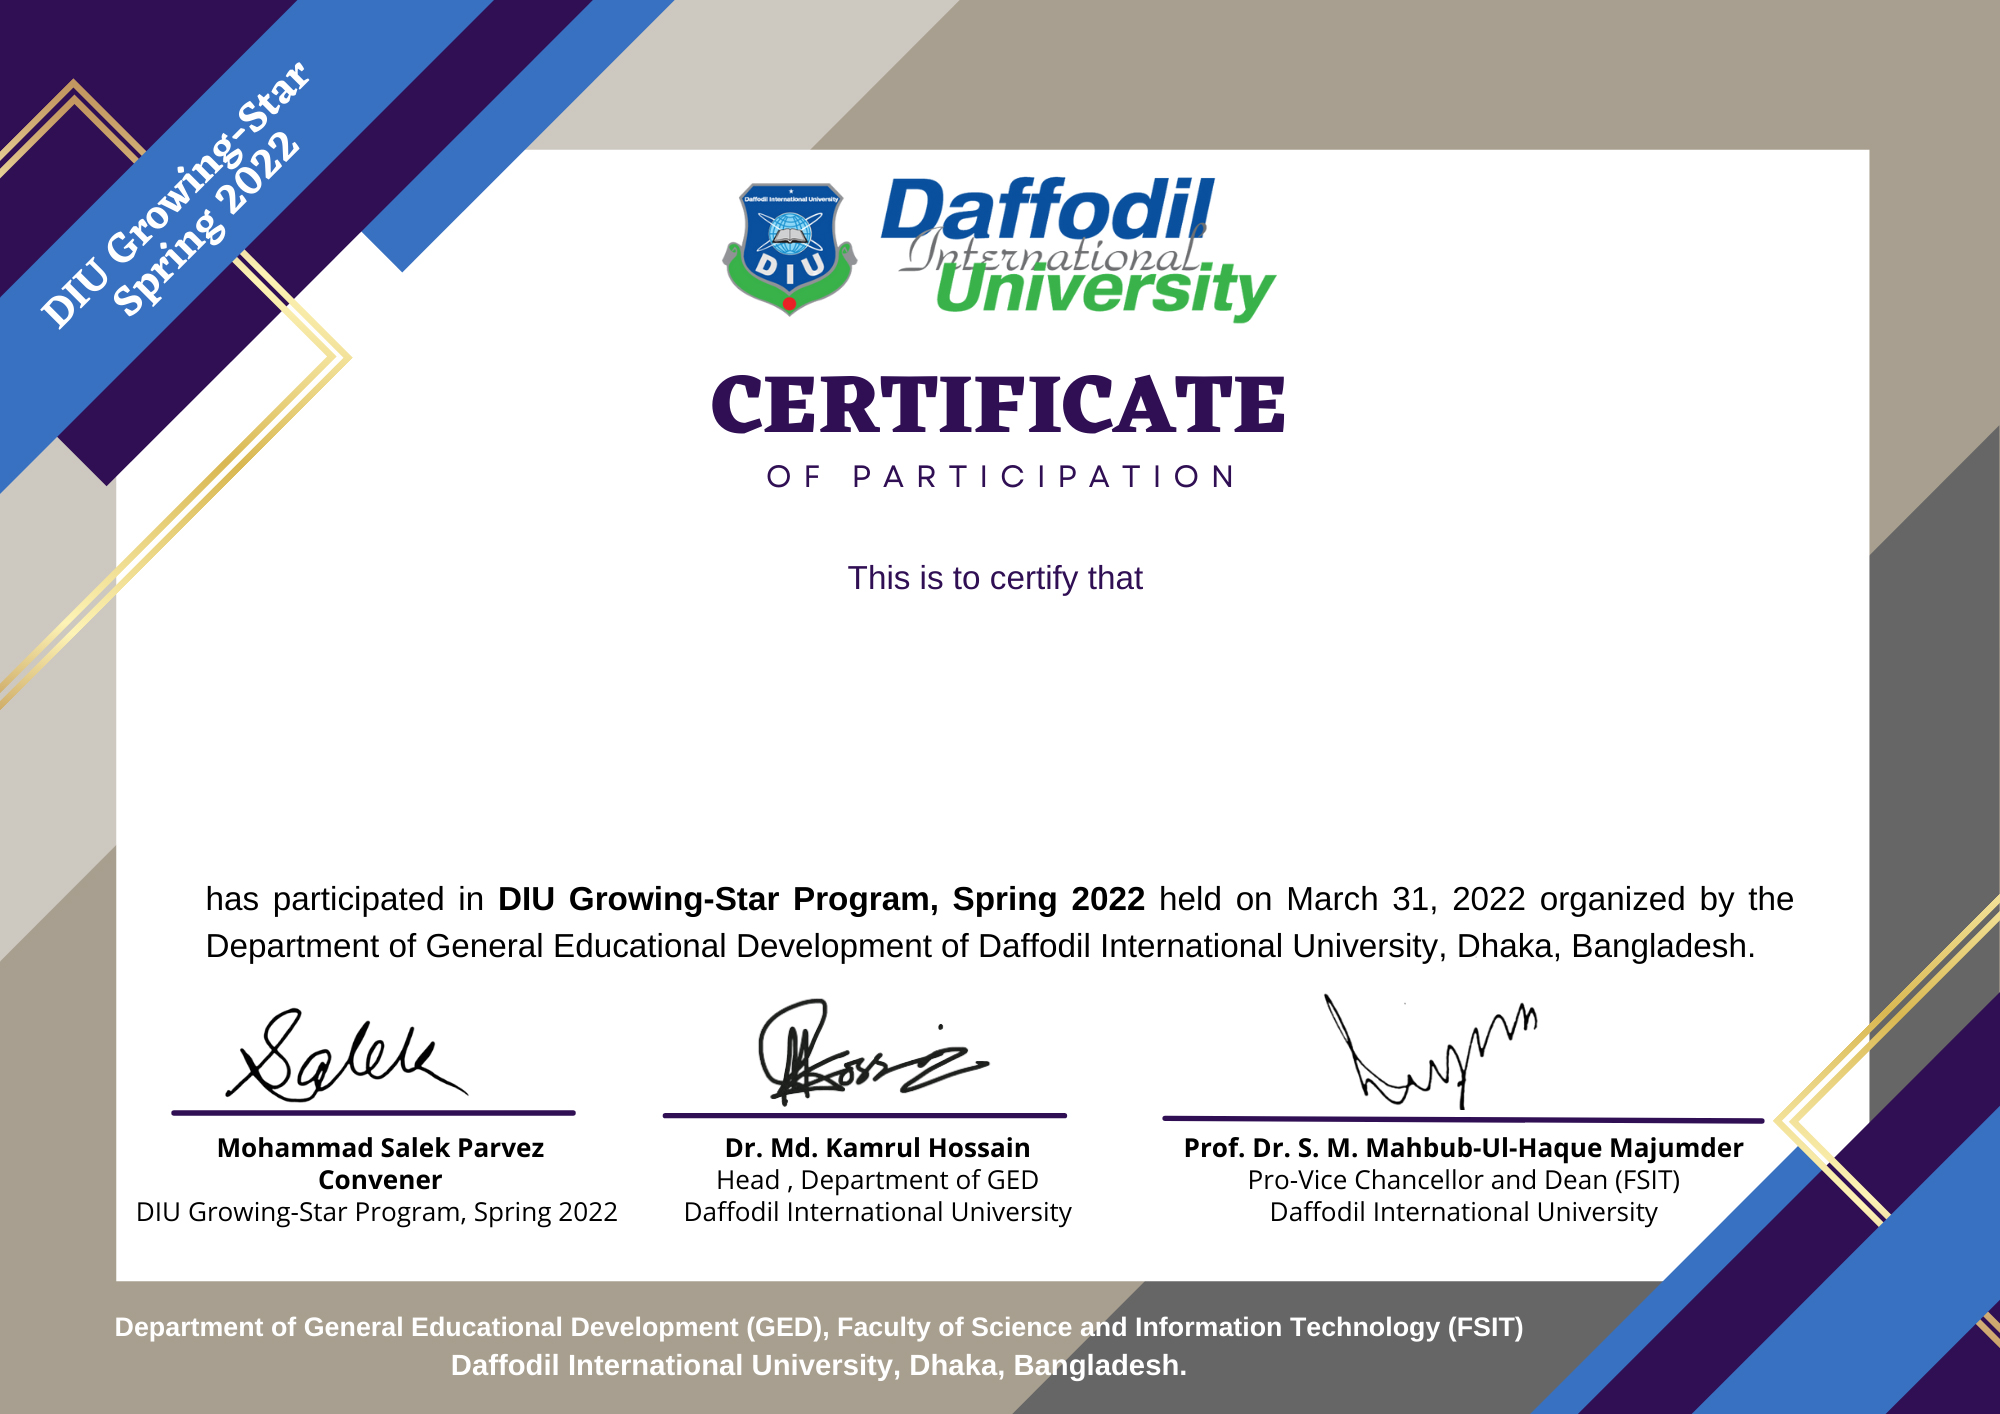 DIU Growing-Star
Spring 2022
Daffodil International University
DIU
Daffodil
International
University
CERTIFICATE
OF PARTICIPATION
This is to certify that
has participated in DIU Growing-Star Program, Spring 2022 held on March 31, 2022 organized by the
Department of General Educational Development of Daffodil International University, Dhaka, Bangladesh.
Salek
Mohammad Salek Parvez
Convener
DIU Growing-Star Program, Spring 2022
Dr. Md. Kamrul Hossain
Head , Department of GED
Daffodil International University
Prof. Dr. S. M. Mahbub-Ul-Haque Majumder
Pro-Vice Chancellor and Dean (FSIT)
Daffodil International University
Department of General Educational Development (GED), Faculty of Science and Information Technology (FSIT)
Daffodil International University, Dhaka, Bangladesh.